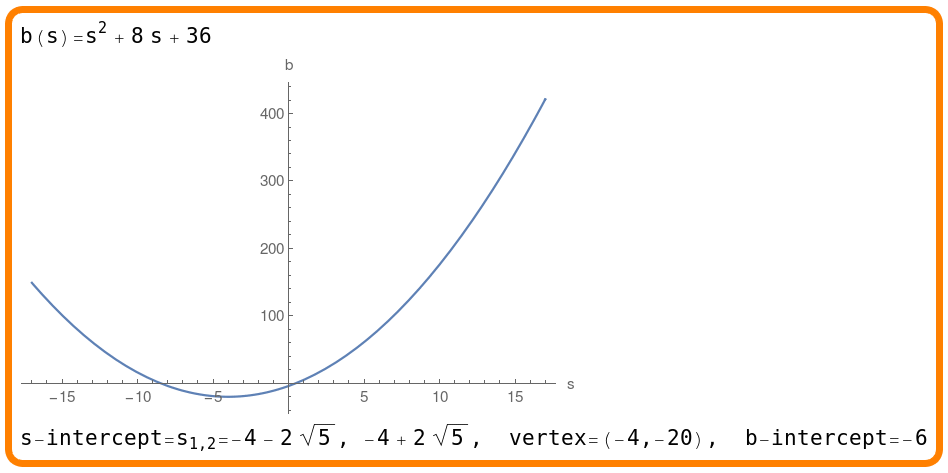 b(s)=s² + 8 s + 36
b
400
300
200
100
−15 −10 −5 5 10 15 s
s−intercept=s₁,₂=−4 − 2 √5, −4 + 2 √5, vertex=(−4,−20), b−intercept=−6